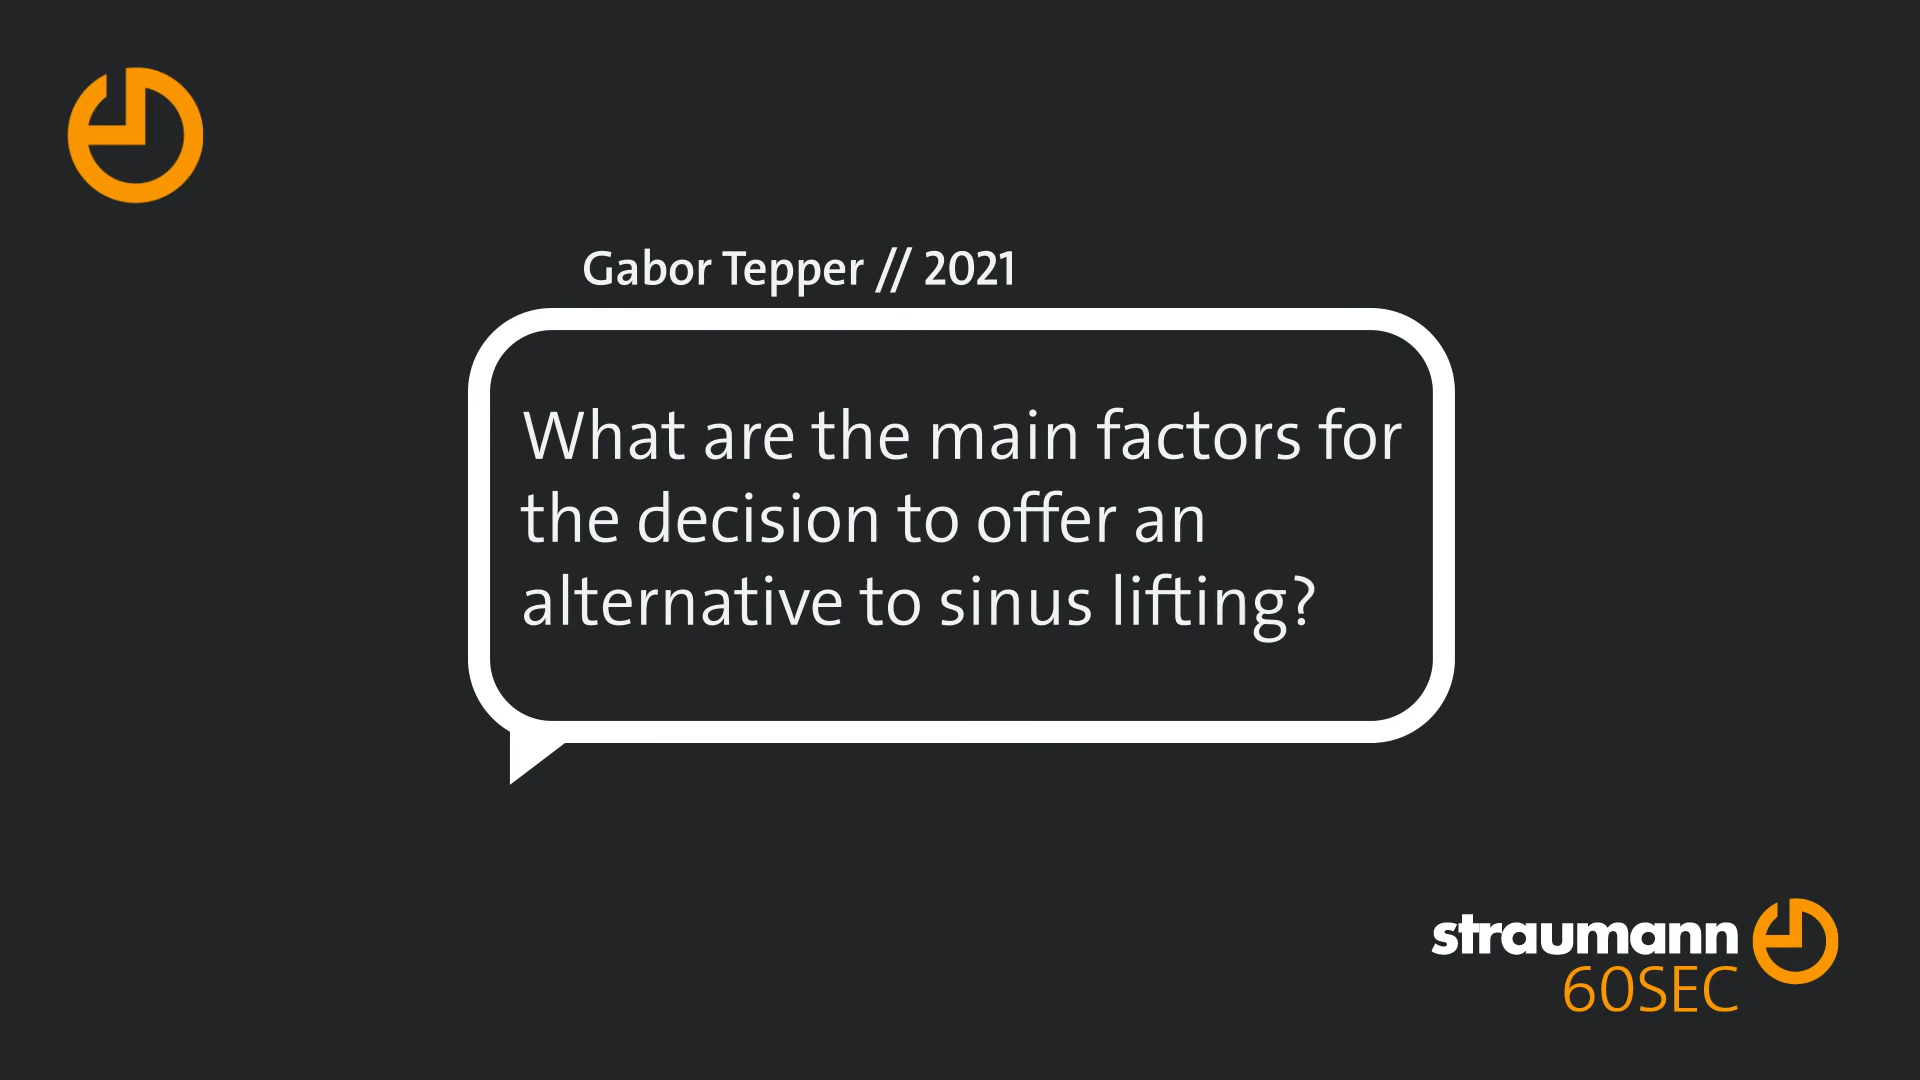 Gabor Tepper // 2021
What are the main factors for
the decision to offer an
alternative to sinus lifting?
straumann
60SEC